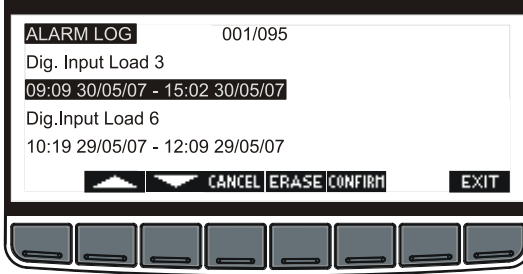 ALARM LOG 001/095
Dig. Input Load 3
09:09 30/05/07 - 15:02 30/05/07
Dig.Input Load 6
10:19 29/05/07 - 12:09 29/05/07
CANCEL ERASE CONFIRM EXIT